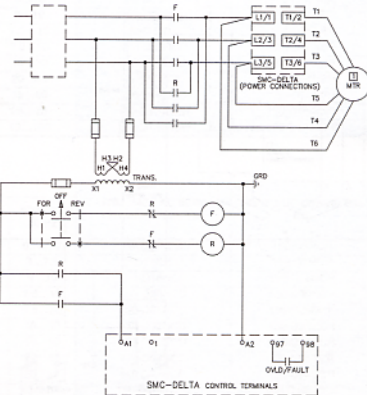 F
L1/1 T1/2 T1
L2/3 T2/4 T2
L3/5 T3/6 T3
R
SMC-DELTA
(POWER CONNECTIONS)
1
MTR
T5
T4
T6
H3 H2
H1 H4
TRANS.
X1 X2
GRD
OFF
FOR REV
R
F
F
R
R
F
A1 1 A2 97 98
OVLD/FAULT
SMC-DELTA CONTROL TERMINALS